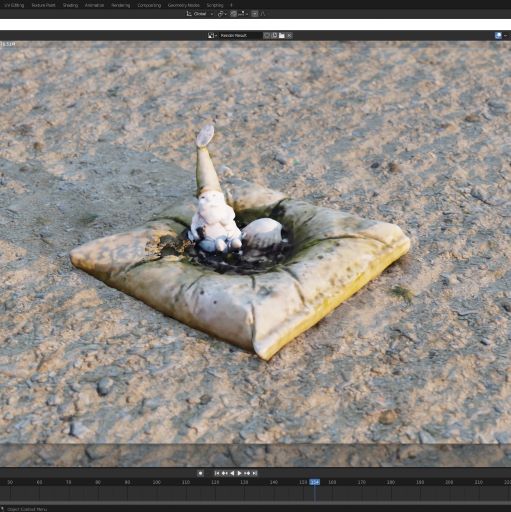 UV Editing Texture Paint Shading Animation Rendering Compositing Geometry Nodes Scripting +
Global
Render Result
50 60 70 80 90 100 110 120 130 140 150 154 160 170 180 190 200 210 220
Object Context Menu